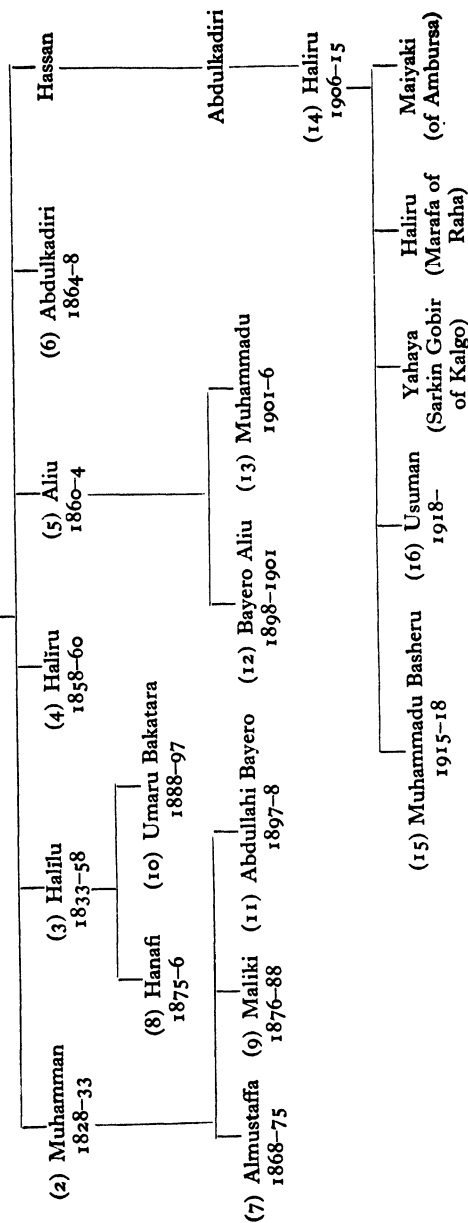 (2) Muhamman
1828–33
(3) Halilu
1833–58
(4) Haliru
1858–60
(5) Aliu
1860–4
(6) Abdulkadiri
1864–8
Hassan
(8) Hanafi
1875–6
(10) Umaru Bakatara
1888–97
(7) Almustaffa
1868–75
(9) Maliki
1876–88
(11) Abdullahi Bayero
1897–8
(12) Bayero Aliu
1898–1901
(13) Muhammadu
1901–6
Abdulkadiri
(14) Haliru
1906–15
(15) Muhammadu Basheru
1915–18
(16) Usuman
1918–
Yahaya
(Sarkin Gobir
of Kalgo)
Haliru
(Marafa of
Raha)
Maiyaki
(of Ambursa)